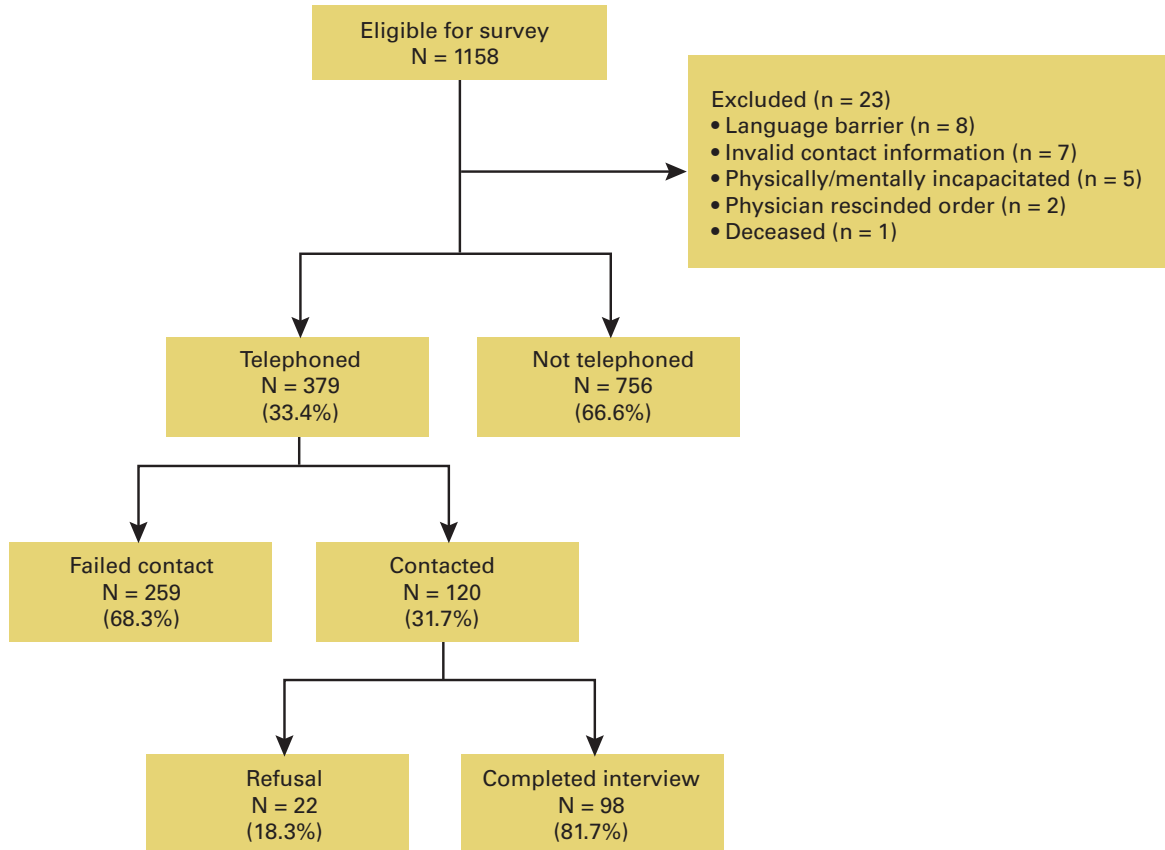 Eligible for survey
N = 1158
Excluded (n = 23)
• Language barrier (n = 8)
• Invalid contact information (n = 7)
• Physically/mentally incapacitated (n = 5)
• Physician rescinded order (n = 2)
• Deceased (n = 1)
Telephoned
N = 379
(33.4%)
Not telephoned
N = 756
(66.6%)
Failed contact
N = 259
(68.3%)
Contacted
N = 120
(31.7%)
Refusal
N = 22
(18.3%)
Completed interview
N = 98
(81.7%)